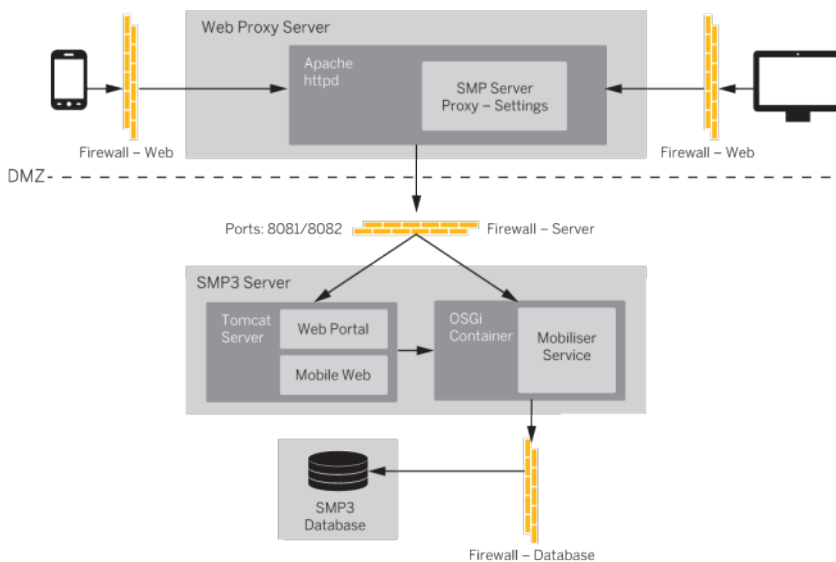 Web Proxy Server
Apache
httpd
SMP Server
Proxy – Settings
Firewall – Web
Firewall – Web
DMZ
Ports: 8081/8082
Firewall – Server
SMP3 Server
Tomcat
Server
Web Portal
Mobile Web
OSGi
Container
Mobiliser
Service
SMP3
Database
Firewall – Database